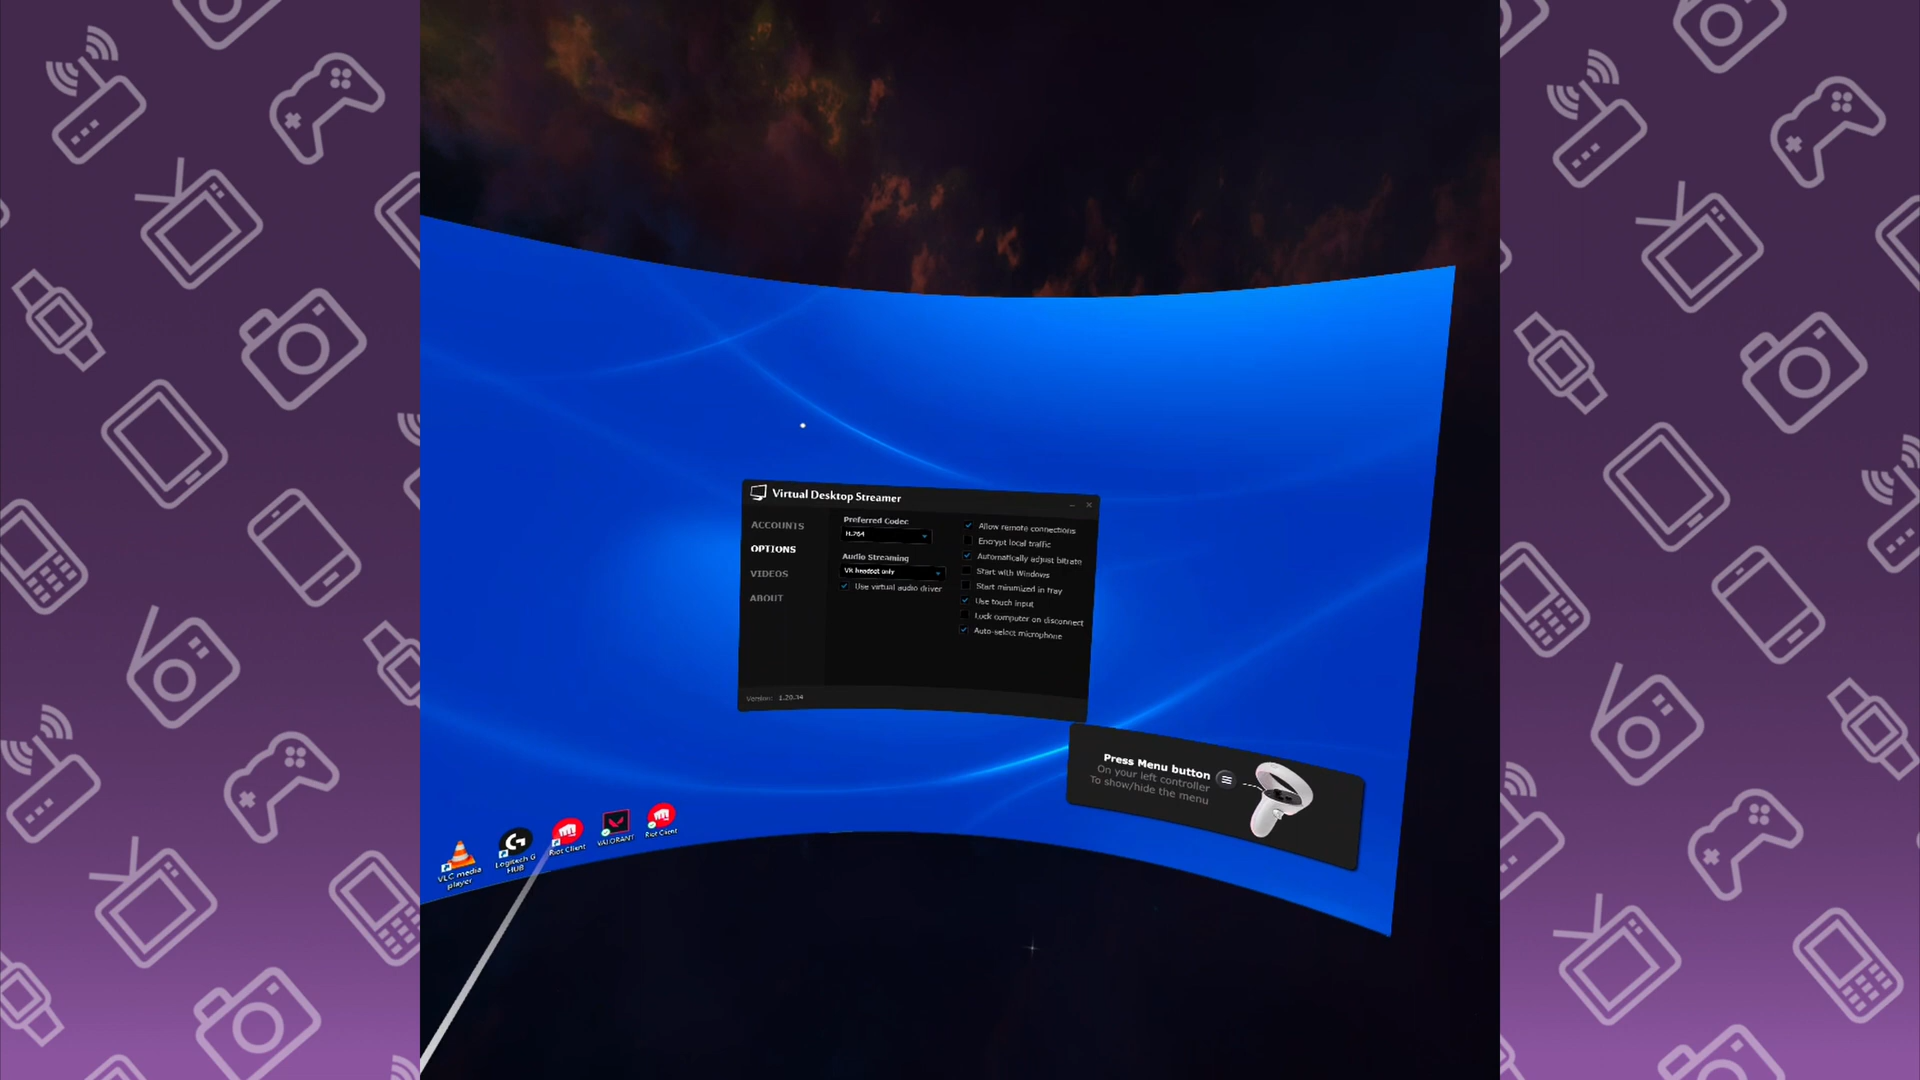 Virtual Desktop Streamer
ACCOUNTS
OPTIONS
VIDEOS
ABOUT
Preferred Codec
H.264
Audio Streaming
VR headset only
Use virtual audio driver
Allow remote connections
Encrypt local traffic
Automatically adjust bitrate
Start with Windows
Start minimized in tray
Use touch input
Lock computer on disconnect
Auto-select microphone
Version: 1.20.34
Press Menu button
On your left controller
To show/hide the menu
VLC media
player
Logitech G
HUB
Riot Client
VALORANT
Riot Client